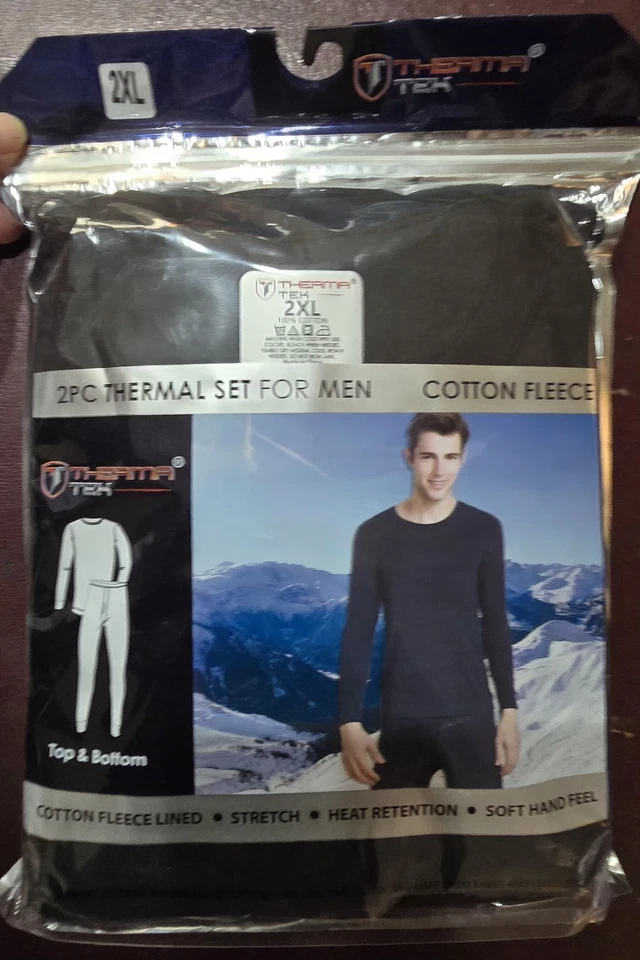 2XL
THERMA
TEK
THERMA
TEK
2XL
100% COTTON
2PC THERMAL SET FOR MEN
COTTON FLEECE
THERMA
TEK
Top & Bottom
COTTON FLEECE LINED • STRETCH • HEAT RETENTION • SOFT HAND FEEL